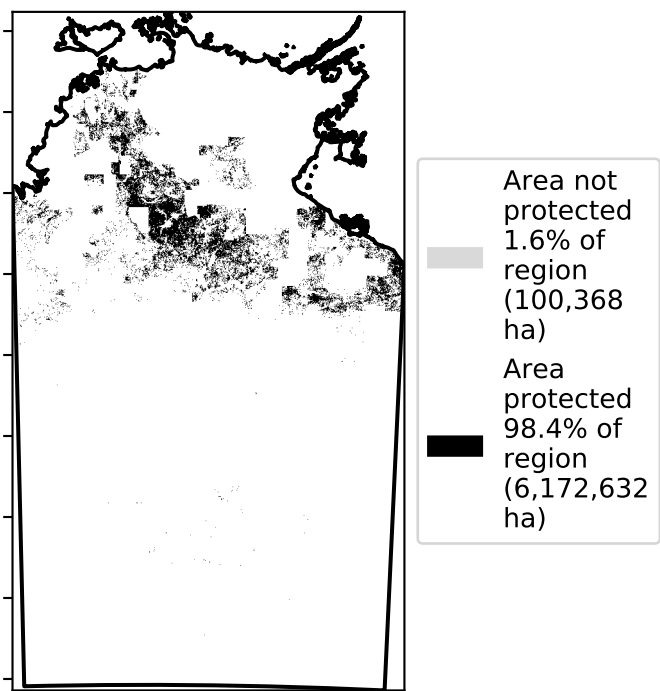 Area not
protected
1.6% of
region
(100,368
ha)
Area
protected
98.4% of
region
(6,172,632
ha)